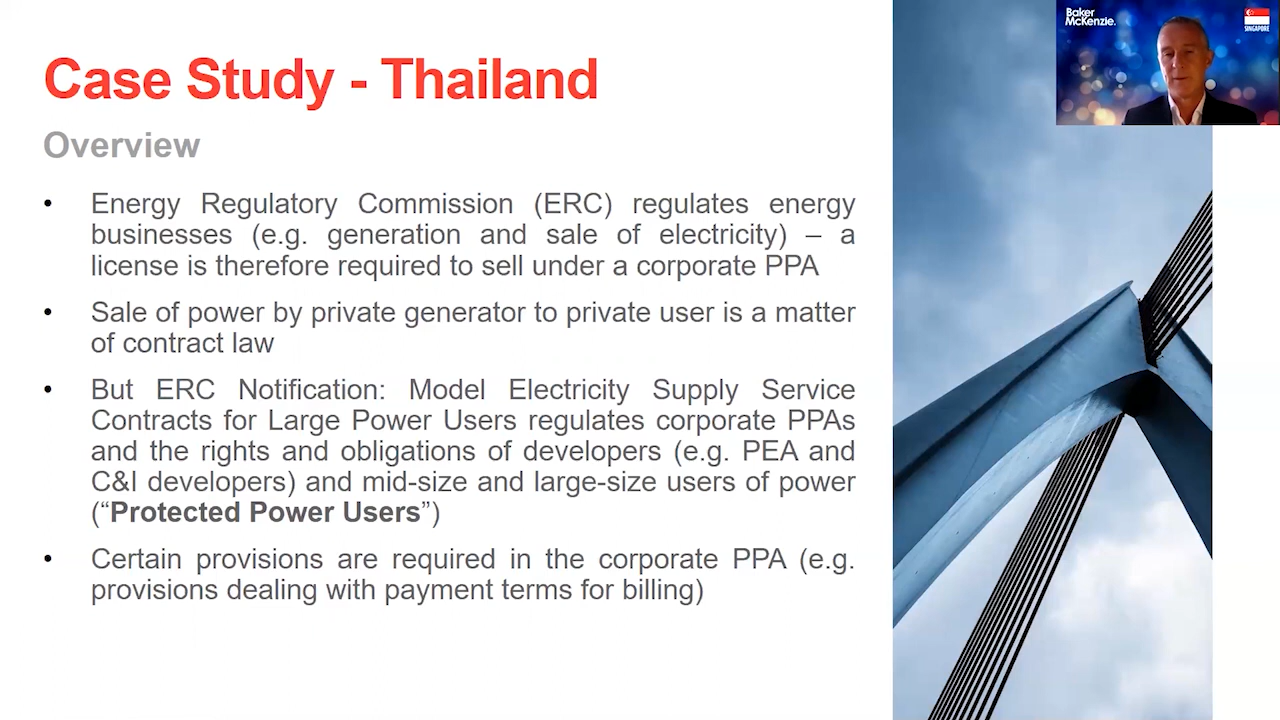 Case Study - Thailand
Overview
• Energy Regulatory Commission (ERC) regulates energy
businesses (e.g. generation and sale of electricity) – a
license is therefore required to sell under a corporate PPA
• Sale of power by private generator to private user is a matter
of contract law
• But ERC Notification: Model Electricity Supply Service
Contracts for Large Power Users regulates corporate PPAs
and the rights and obligations of developers (e.g. PEA and
C&I developers) and mid-size and large-size users of power
(“Protected Power Users”)
• Certain provisions are required in the corporate PPA (e.g.
provisions dealing with payment terms for billing)
Baker
McKenzie.
SINGAPORE